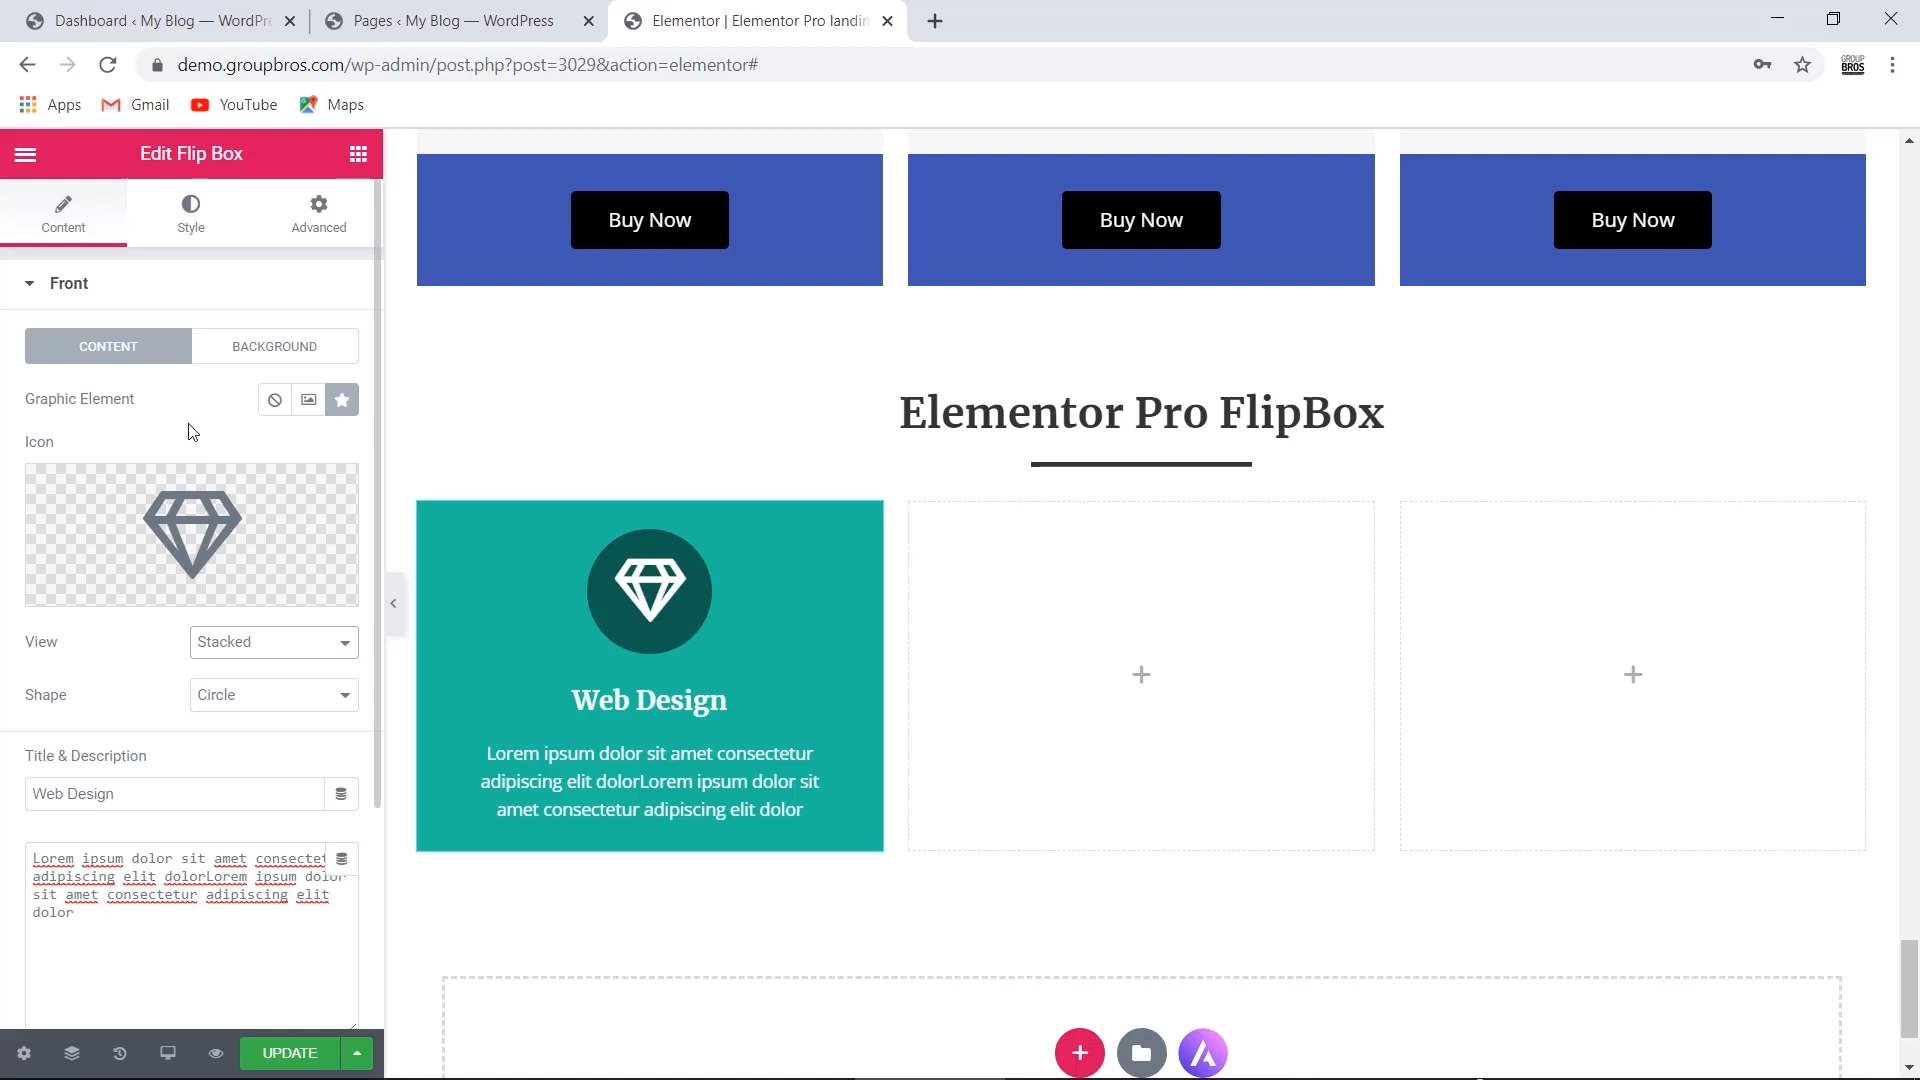 Dashboard ‹ My Blog — WordPre
Pages ‹ My Blog — WordPress
Elementor | Elementor Pro landin
demo.groupbros.com/wp-admin/post.php?post=3029&action=elementor#
GROUP
BROS
Apps
Gmail
YouTube
Maps
Edit Flip Box
Content
Style
Advanced
Front
CONTENT
BACKGROUND
Graphic Element
Icon
View
Stacked
Shape
Circle
Title & Description
Web Design
Lorem ipsum dolor sit amet consectet
adipiscing elit dolorLorem ipsum dolor
sit amet consectetur adipiscing elit
dolor
UPDATE
Buy Now
Buy Now
Buy Now
Elementor Pro FlipBox
Web Design
Lorem ipsum dolor sit amet consectetur
adipiscing elit dolorLorem ipsum dolor sit
amet consectetur adipiscing elit dolor